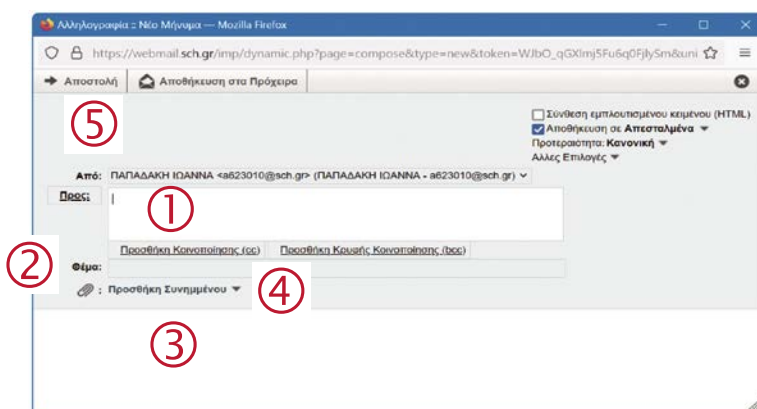 Αλληλογραφία :: Νέο Μήνυμα — Mozilla Firefox
https://webmail.sch.gr/imp/dynamic.php?page=compose&type=new&token=WJbO_qGXlmj5Fu6q0FjlySm&uni
Αποστολή Αποθήκευση στα Πρόχειρα
⑤
Σύνθεση εμπλουτισμένου κειμένου (HTML)
Αποθήκευση σε Απεσταλμένα
Προτεραιότητα: Κανονική
Άλλες Επιλογές
Από: ΠΑΠΑΔΑΚΗ ΙΩΑΝΝΑ <a623010@sch.gr> (ΠΑΠΑΔΑΚΗ ΙΩΑΝΝΑ - a623010@sch.gr)
Προς:
①
Προσθήκη Κοινοποίησης (cc) Προσθήκη Κρυφής Κοινοποίησης (bcc)
②
Θέμα:
: Προσθήκη Συνημμένου
④
③